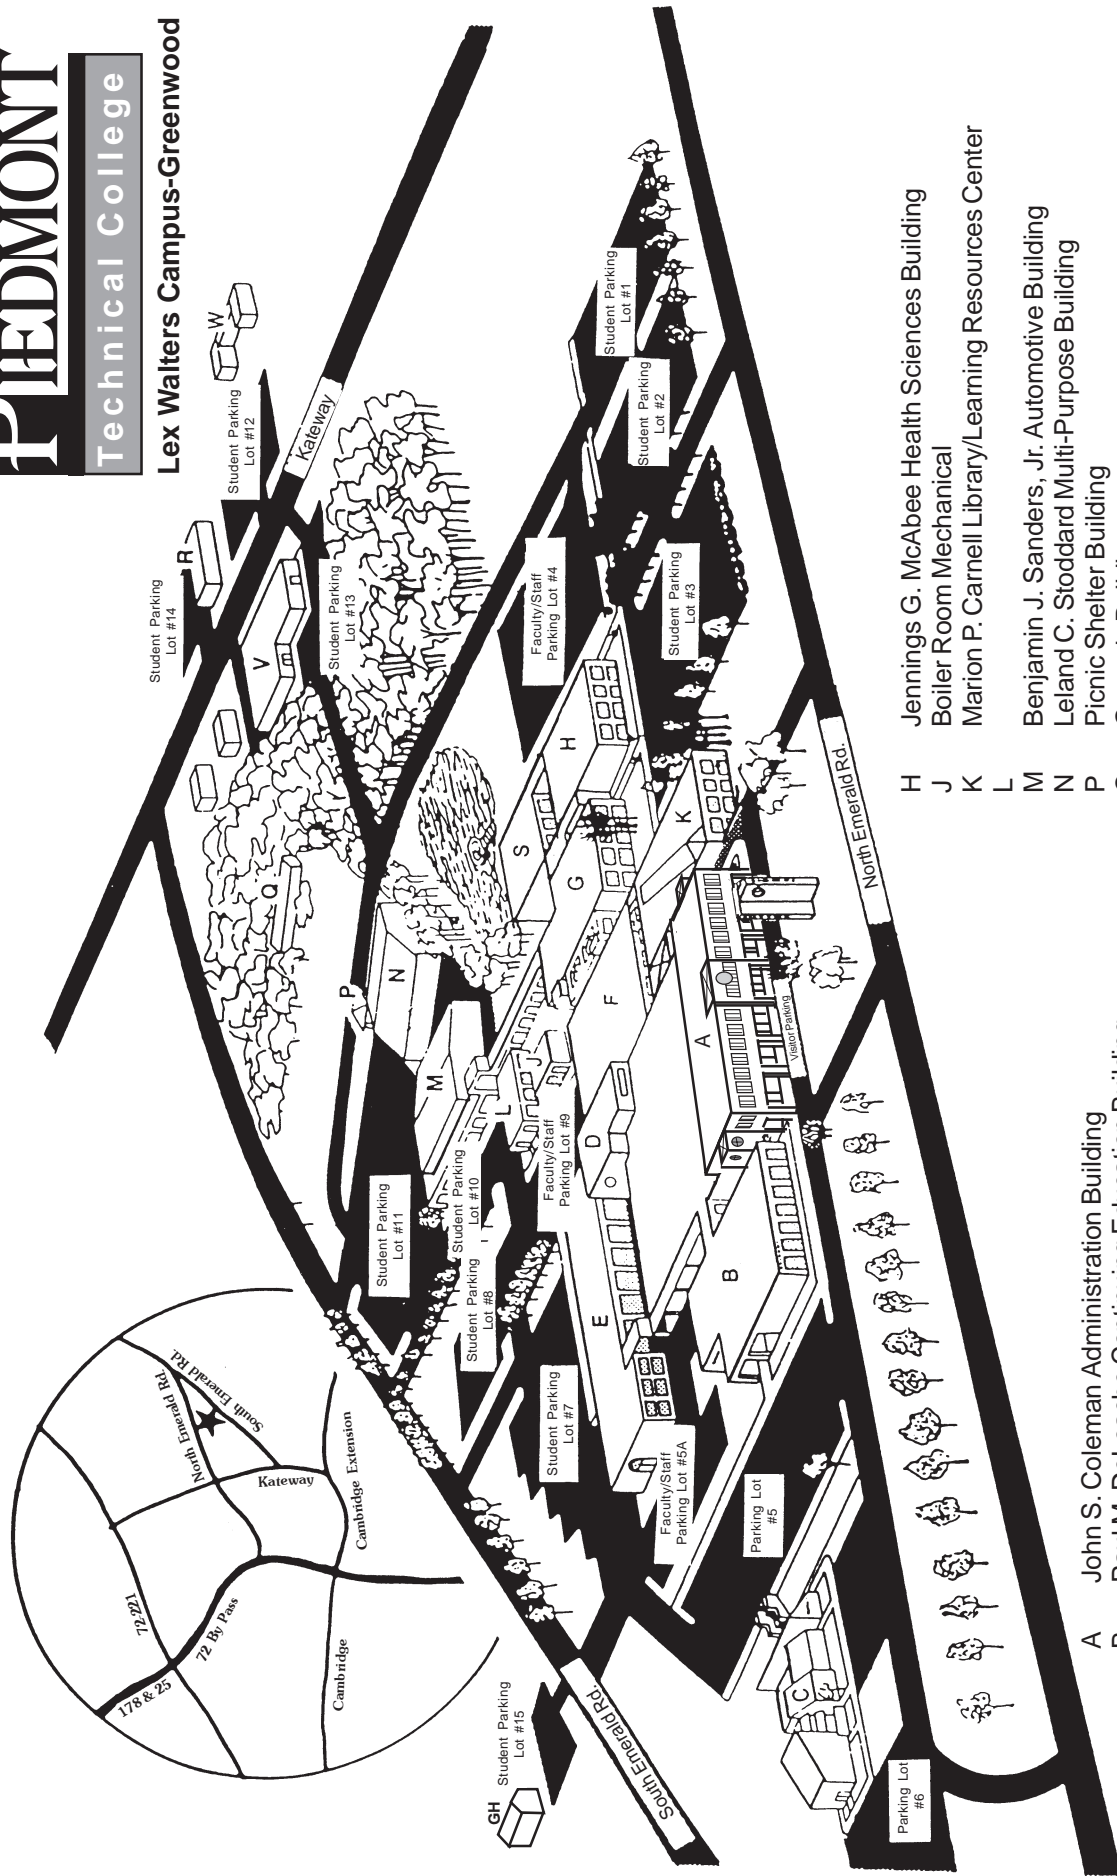 PIEDMONT
Technical College
Lex Walters Campus-Greenwood
178 & 25
72-221
72 By Pass
Cambridge
North Emerald Rd.
South Emerald Rd.
Kateway
Cambridge Extension
GH
Student Parking
Lot #15
South Emerald Rd.
Student Parking
Lot #14
R
Student Parking
Lot #12
W
Kateway
V
Student Parking
Lot #13
Q
P
N
M
Student Parking
Lot #11
Student Parking
Lot #10
Student Parking
Lot #8
Student Parking
Lot #7
L
J
Faculty/Staff
Parking Lot #9
S
H
G
K
F
D
E
A
B
C
Faculty/Staff
Parking Lot #4
Student Parking
Lot #3
Student Parking
Lot #2
Student Parking
Lot #1
Faculty/Staff
Parking Lot #5A
Parking Lot
#5
Parking Lot
#6
Visitor Parking
North Emerald Rd.
A John S. Coleman Administration Building
H Jennings G. McAbee Health Sciences Building
J Boiler Room Mechanical
K Marion P. Carnell Library/Learning Resources Center
L
M Benjamin J. Sanders, Jr. Automotive Building
N Leland C. Stoddard Multi-Purpose Building
P Picnic Shelter Building